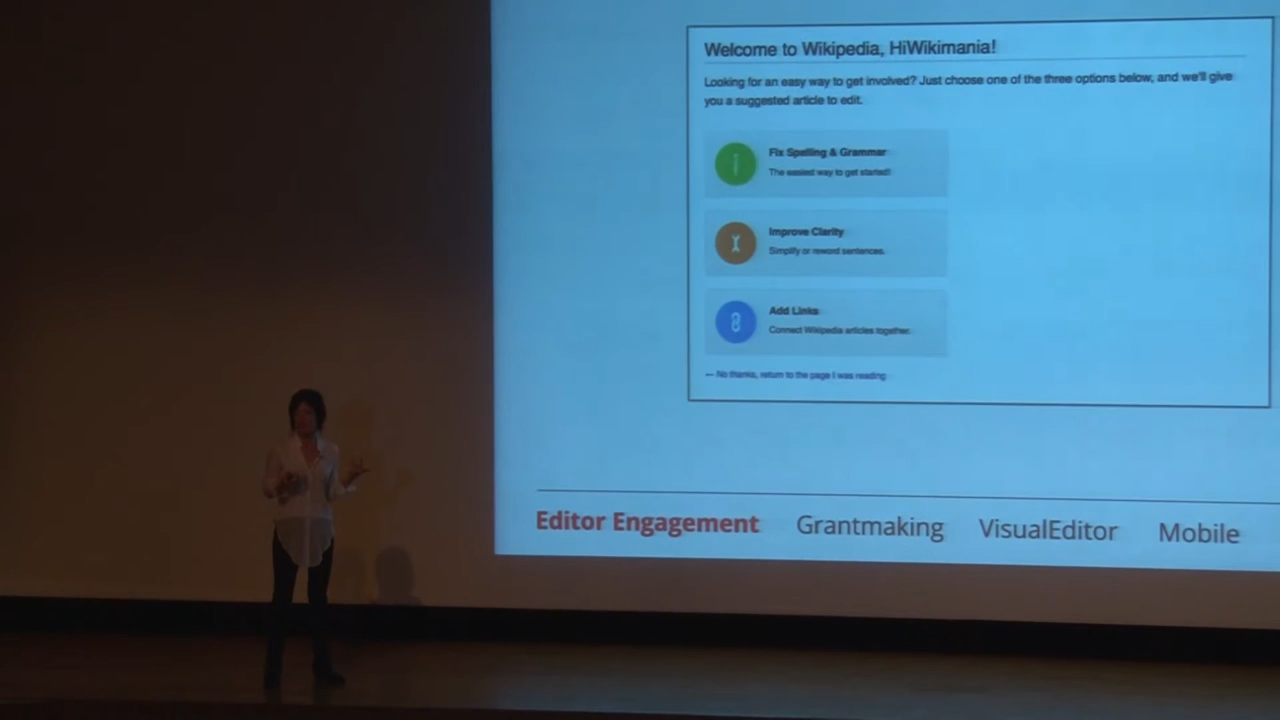 Welcome to Wikipedia, HiWikimania!
Looking for an easy way to get involved? Just choose one of the three options below, and we'll give
you a suggested article to edit.
Fix Spelling & Grammar
The easiest way to get started!
Improve Clarity
Simplify or reword sentences.
Add Links
Connect Wikipedia articles together.
← No thanks, return to the page I was reading
Editor Engagement Grantmaking VisualEditor Mobile